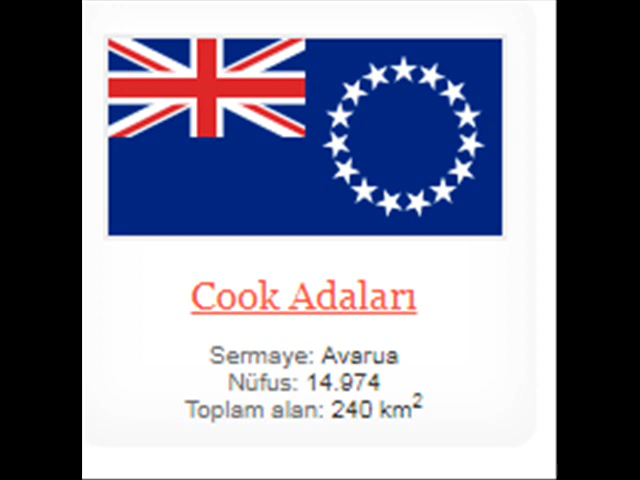 Cook Adaları
Sermaye: Avarua
Nüfus: 14.974
Toplam alan: 240 km²